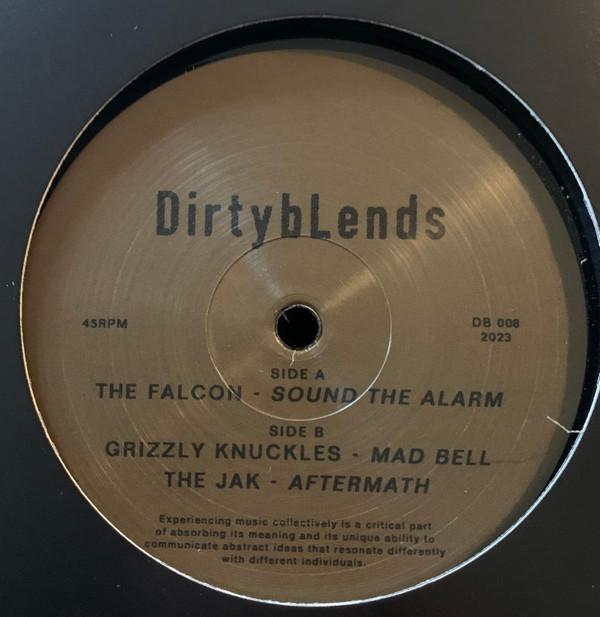 DirtybLends
45RPM
DB 008
2023
SIDE A
THE FALCON - SOUND THE ALARM
SIDE B
GRIZZLY KNUCKLES - MAD BELL
THE JAK - AFTERMATH
Experiencing music collectively is a critical part
of absorbing its meaning and its unique ability to
communicate abstract ideas that resonate differently
with different individuals.